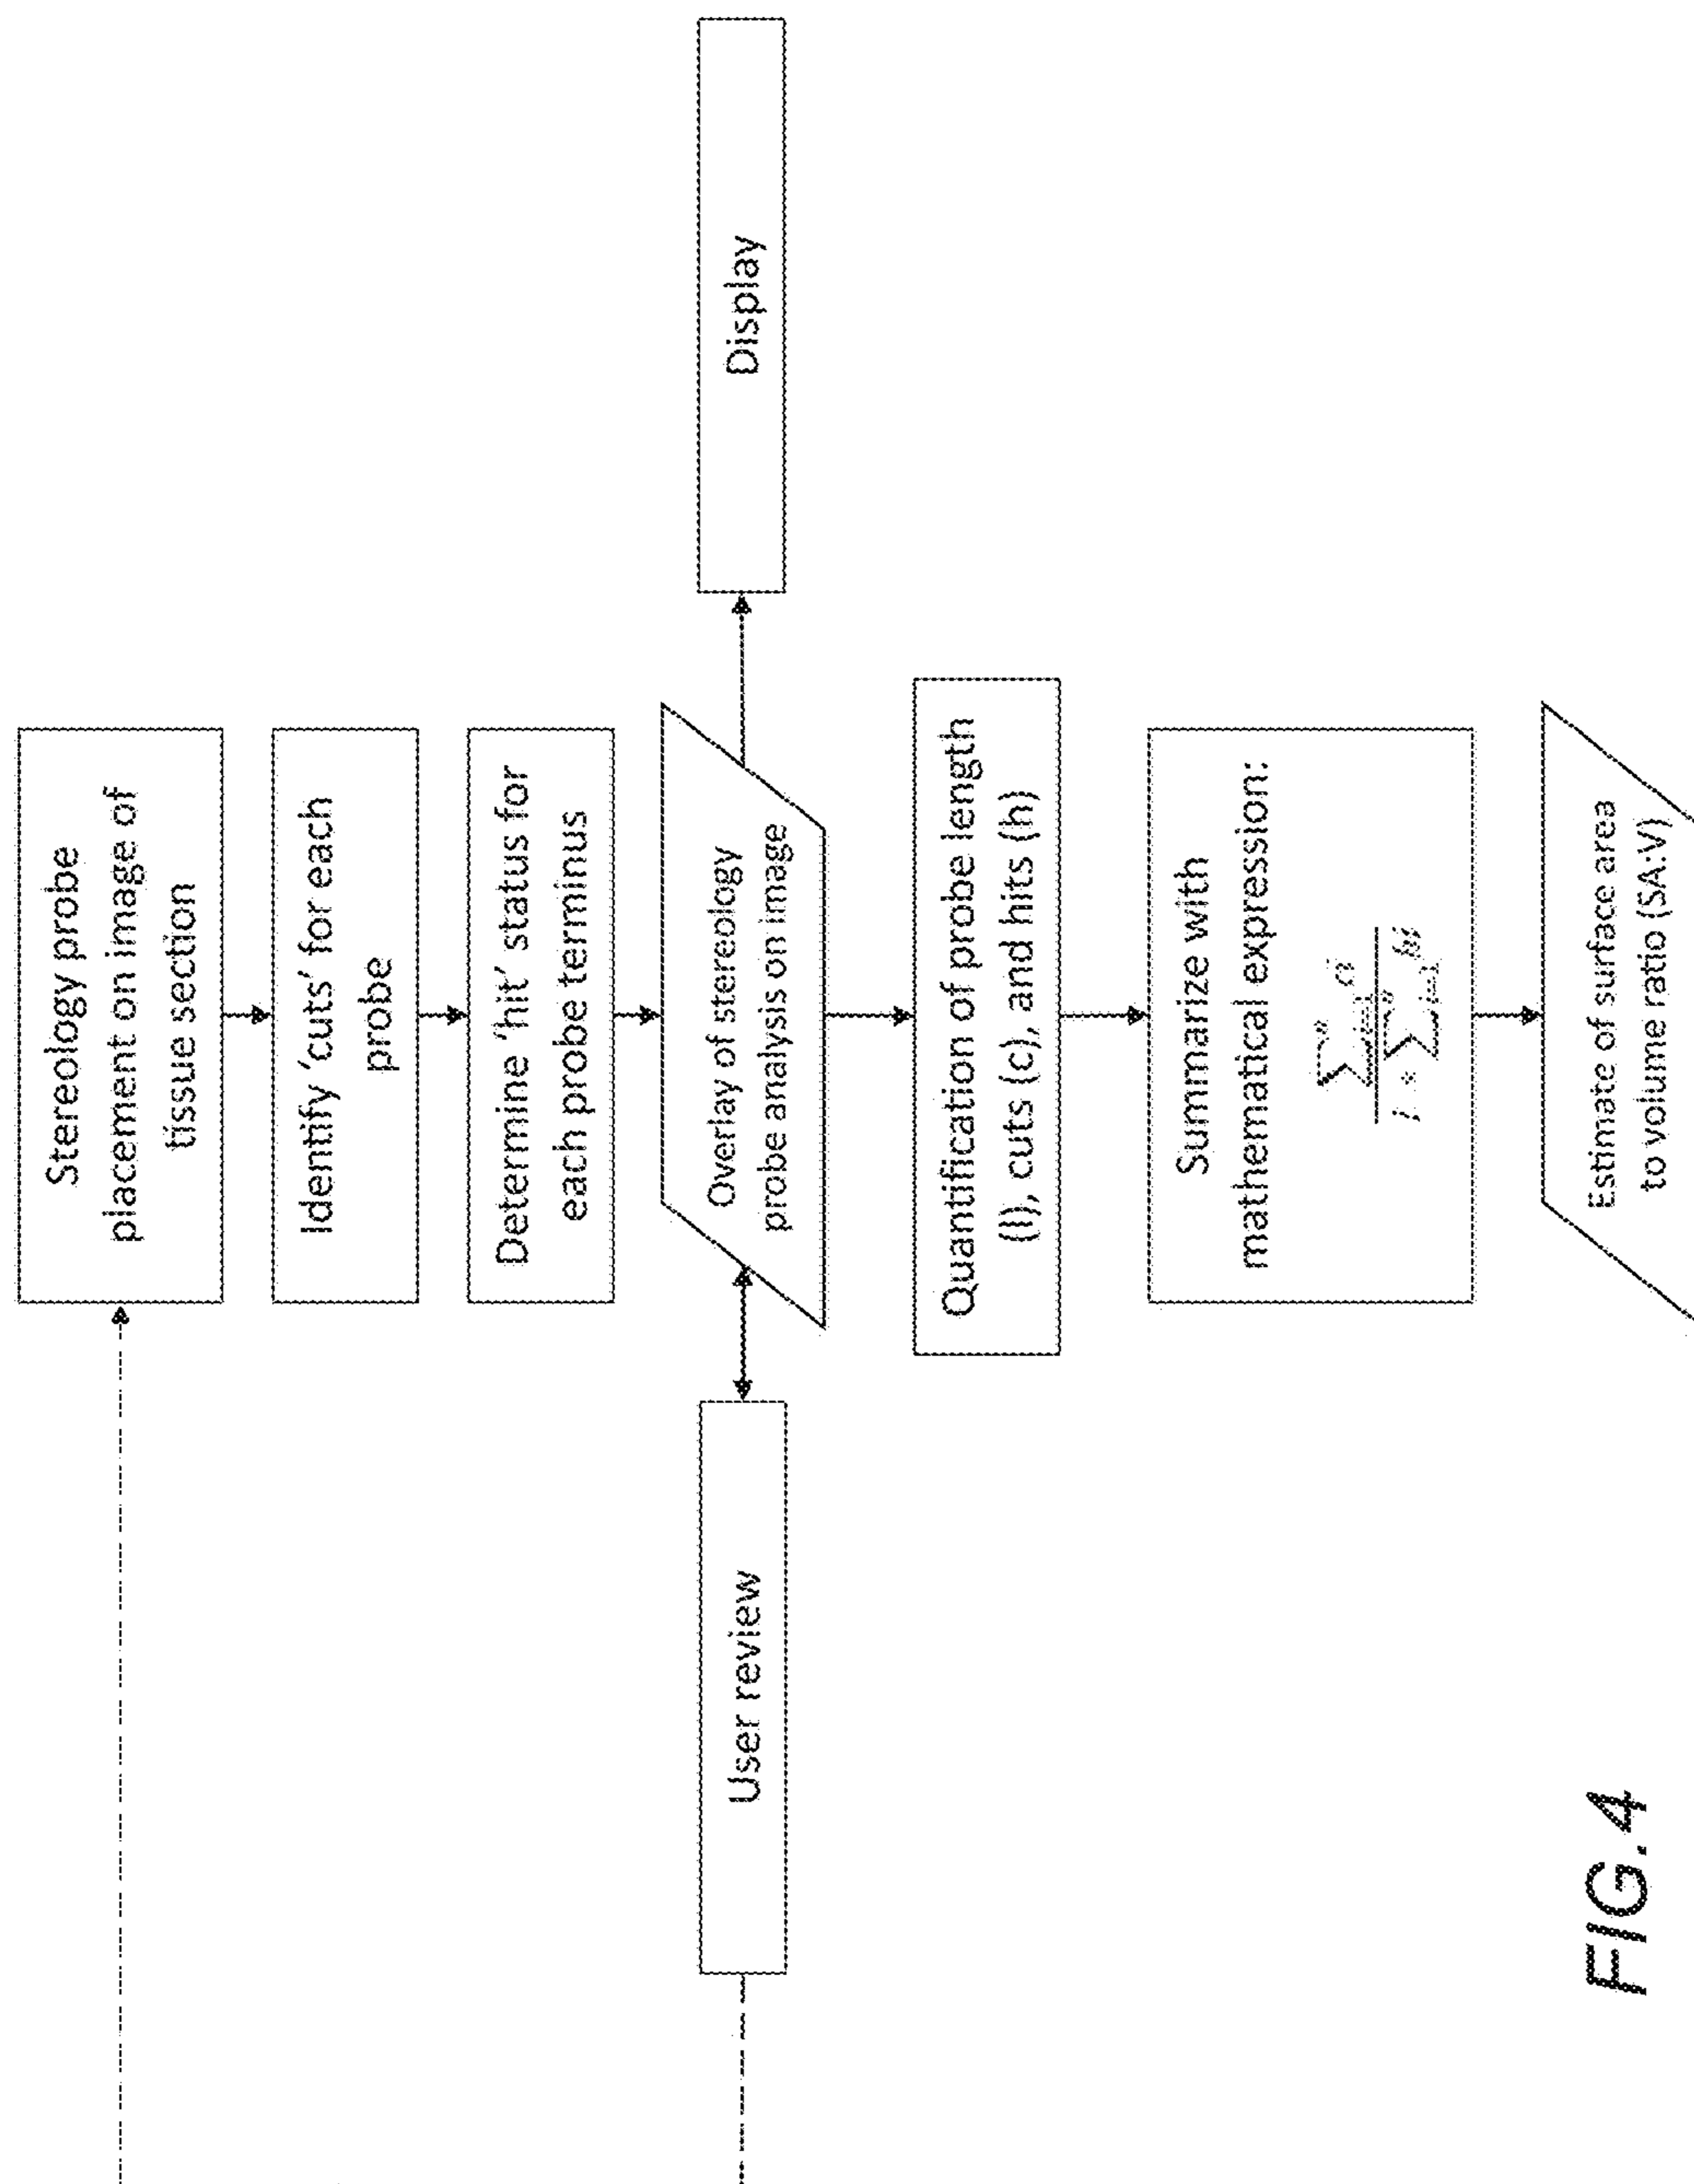 Stereology probe
placement on image of
tissue section
Identify ‘cuts’ for each
probe
Determine ‘hit’ status for
each probe terminus
User review
Overlay of stereology
probe analysis on image
Display
Quantification of probe length
(l), cuts (c), and hits (h)
Summarize with
mathematical expression:
Estimate of surface area
to volume ratio (SA:V)
FIG.4